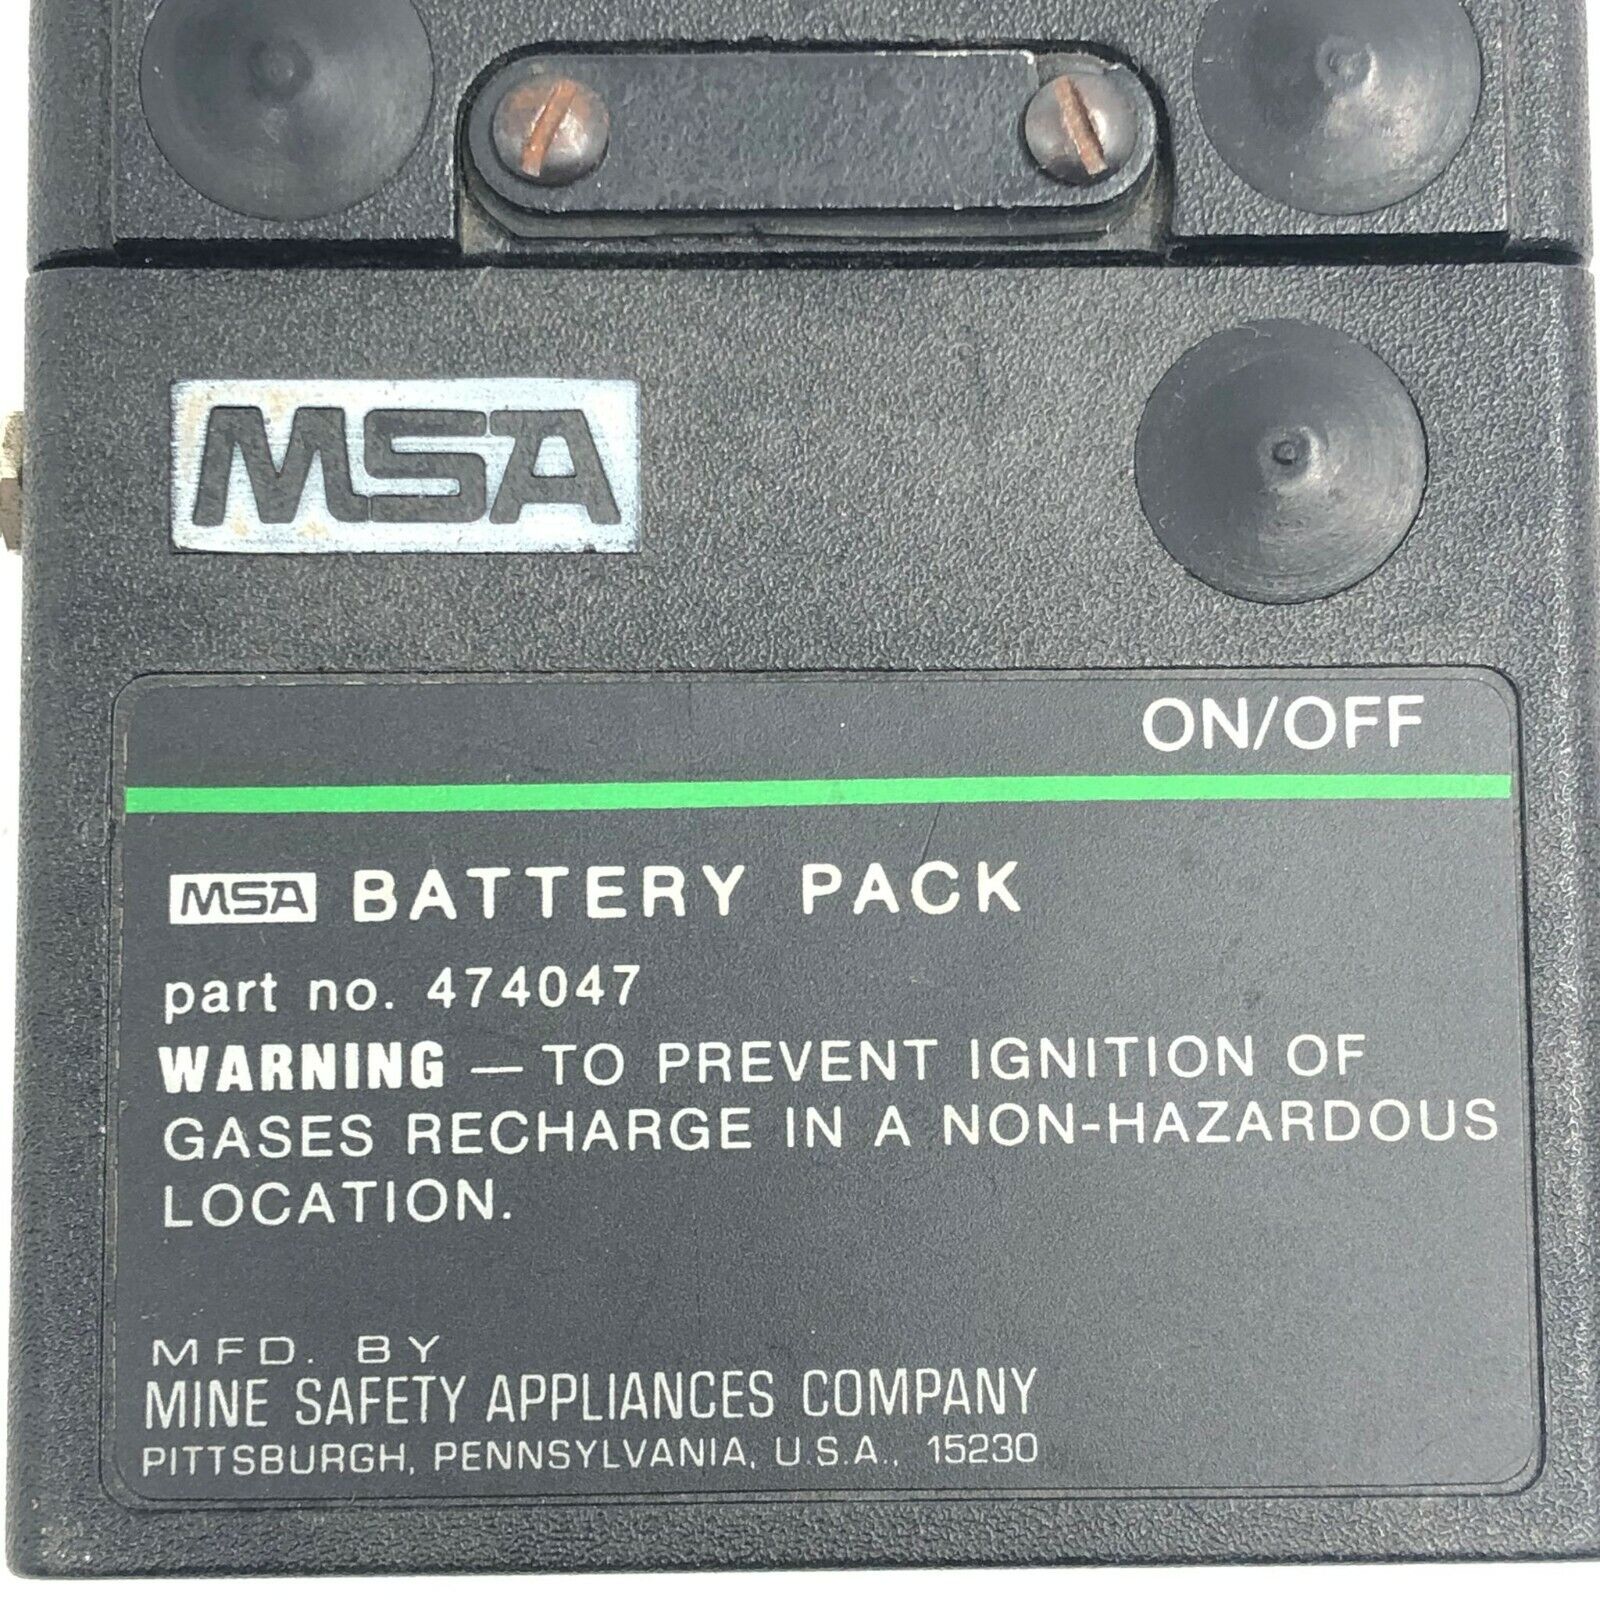 MSA
ON/OFF
MSA BATTERY PACK
part no. 474047
WARNING — TO PREVENT IGNITION OF
GASES RECHARGE IN A NON-HAZARDOUS
LOCATION.
MFD. BY
MINE SAFETY APPLIANCES COMPANY
PITTSBURGH, PENNSYLVANIA, U.S.A., 15230